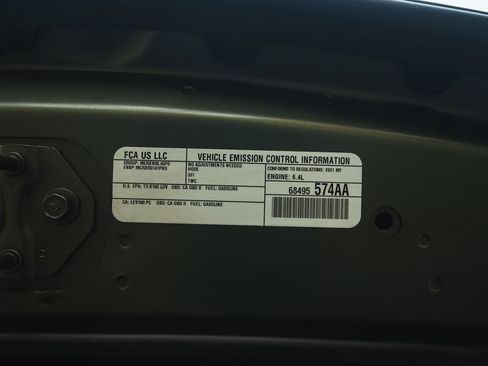 FCA US LLC
VEHICLE EMISSION CONTROL INFORMATION
NO ADJUSTMENTS NEEDED
HO2S
SFI
TWC
CONFORMS TO REGULATIONS: 2021 MY
ENGINE: 6.4L
68495 574AA
U.S. EPA: T3 B160 LDV OBD: CA OBD II FUEL: GASOLINE
CA: LEV160 PC OBD: CA OBD II FUEL: GASOLINE